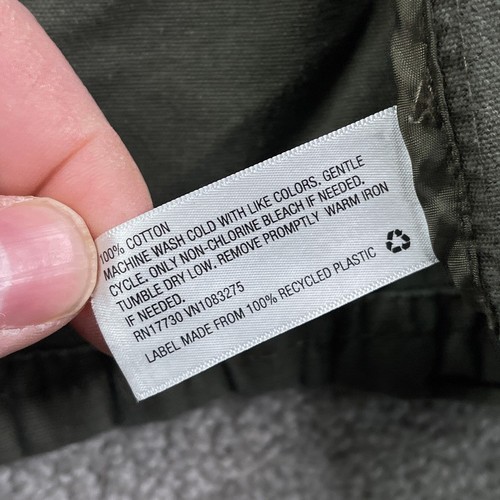 100% COTTON
MACHINE WASH COLD WITH LIKE COLORS. GENTLE
CYCLE. ONLY NON-CHLORINE BLEACH IF NEEDED.
TUMBLE DRY LOW. REMOVE PROMPTLY WARM IRON
IF NEEDED.
RN17730 VN1083275
LABEL MADE FROM 100% RECYCLED PLASTIC